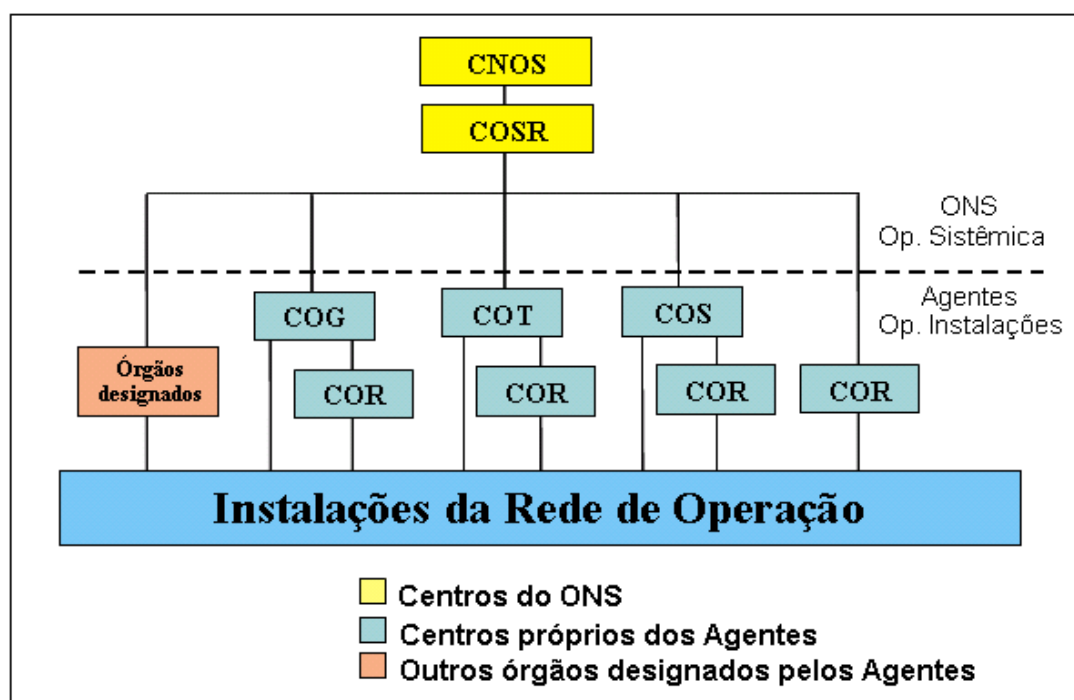 CNOS
COSR
ONS
Op. Sistêmica
Agentes
Op. Instalações
COG
COT
COS
Órgãos
designados
COR
COR
COR
COR
Instalações da Rede de Operação
Centros do ONS
Centros próprios dos Agentes
Outros órgãos designados pelos Agentes